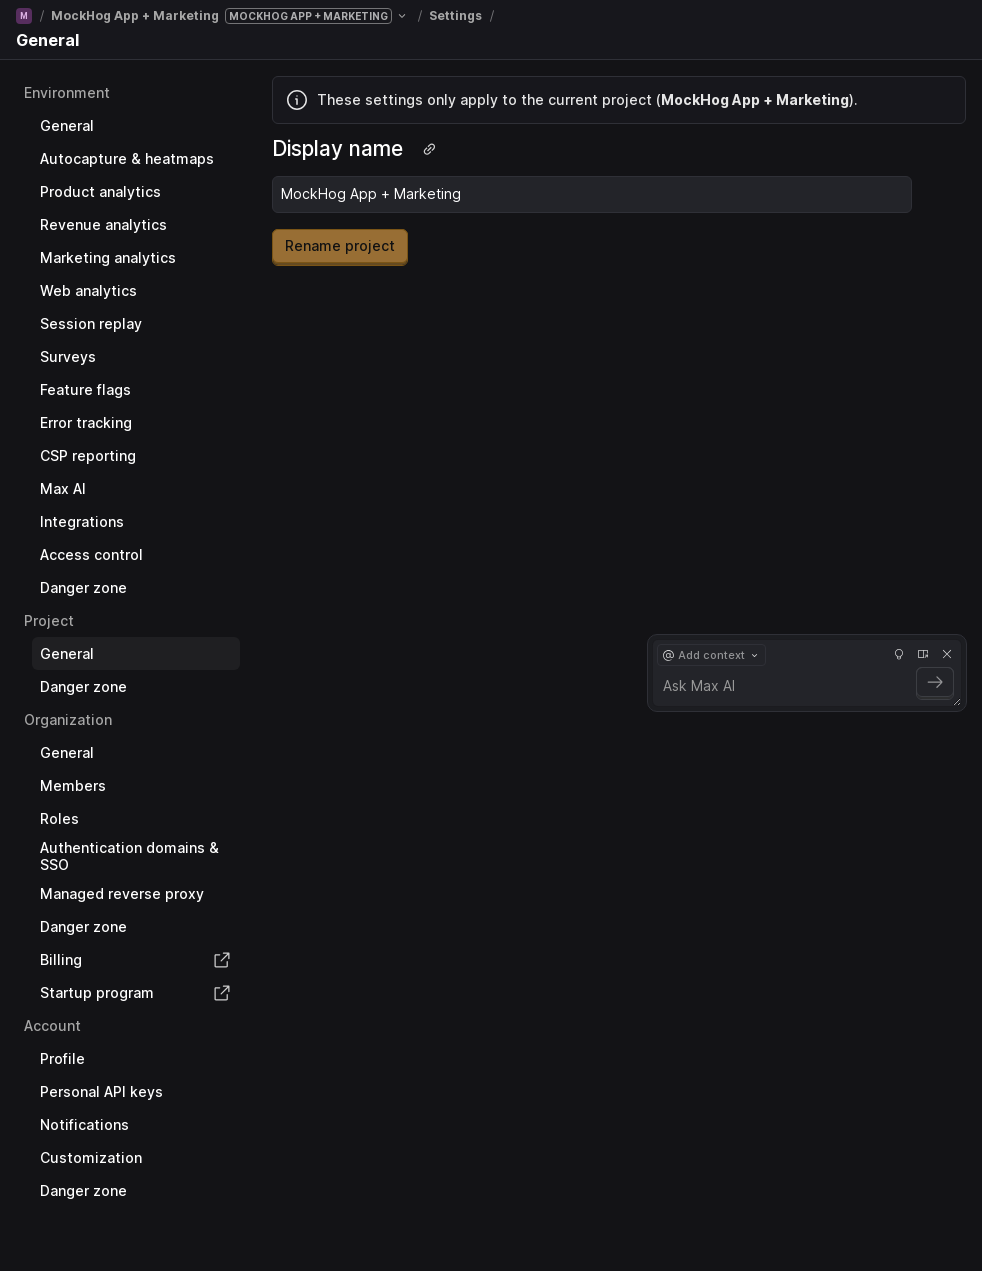 M / MockHog App + Marketing MOCKHOG APP + MARKETING / Settings /
General
Environment
General
Autocapture & heatmaps
Product analytics
Revenue analytics
Marketing analytics
Web analytics
Session replay
Surveys
Feature flags
Error tracking
CSP reporting
Max AI
Integrations
Access control
Danger zone
Project
General
Danger zone
Organization
General
Members
Roles
Authentication domains &
SSO
Managed reverse proxy
Danger zone
Billing
Startup program
Account
Profile
Personal API keys
Notifications
Customization
Danger zone
These settings only apply to the current project (MockHog App + Marketing).
Display name
MockHog App + Marketing
Rename project
@ Add context
Ask Max AI